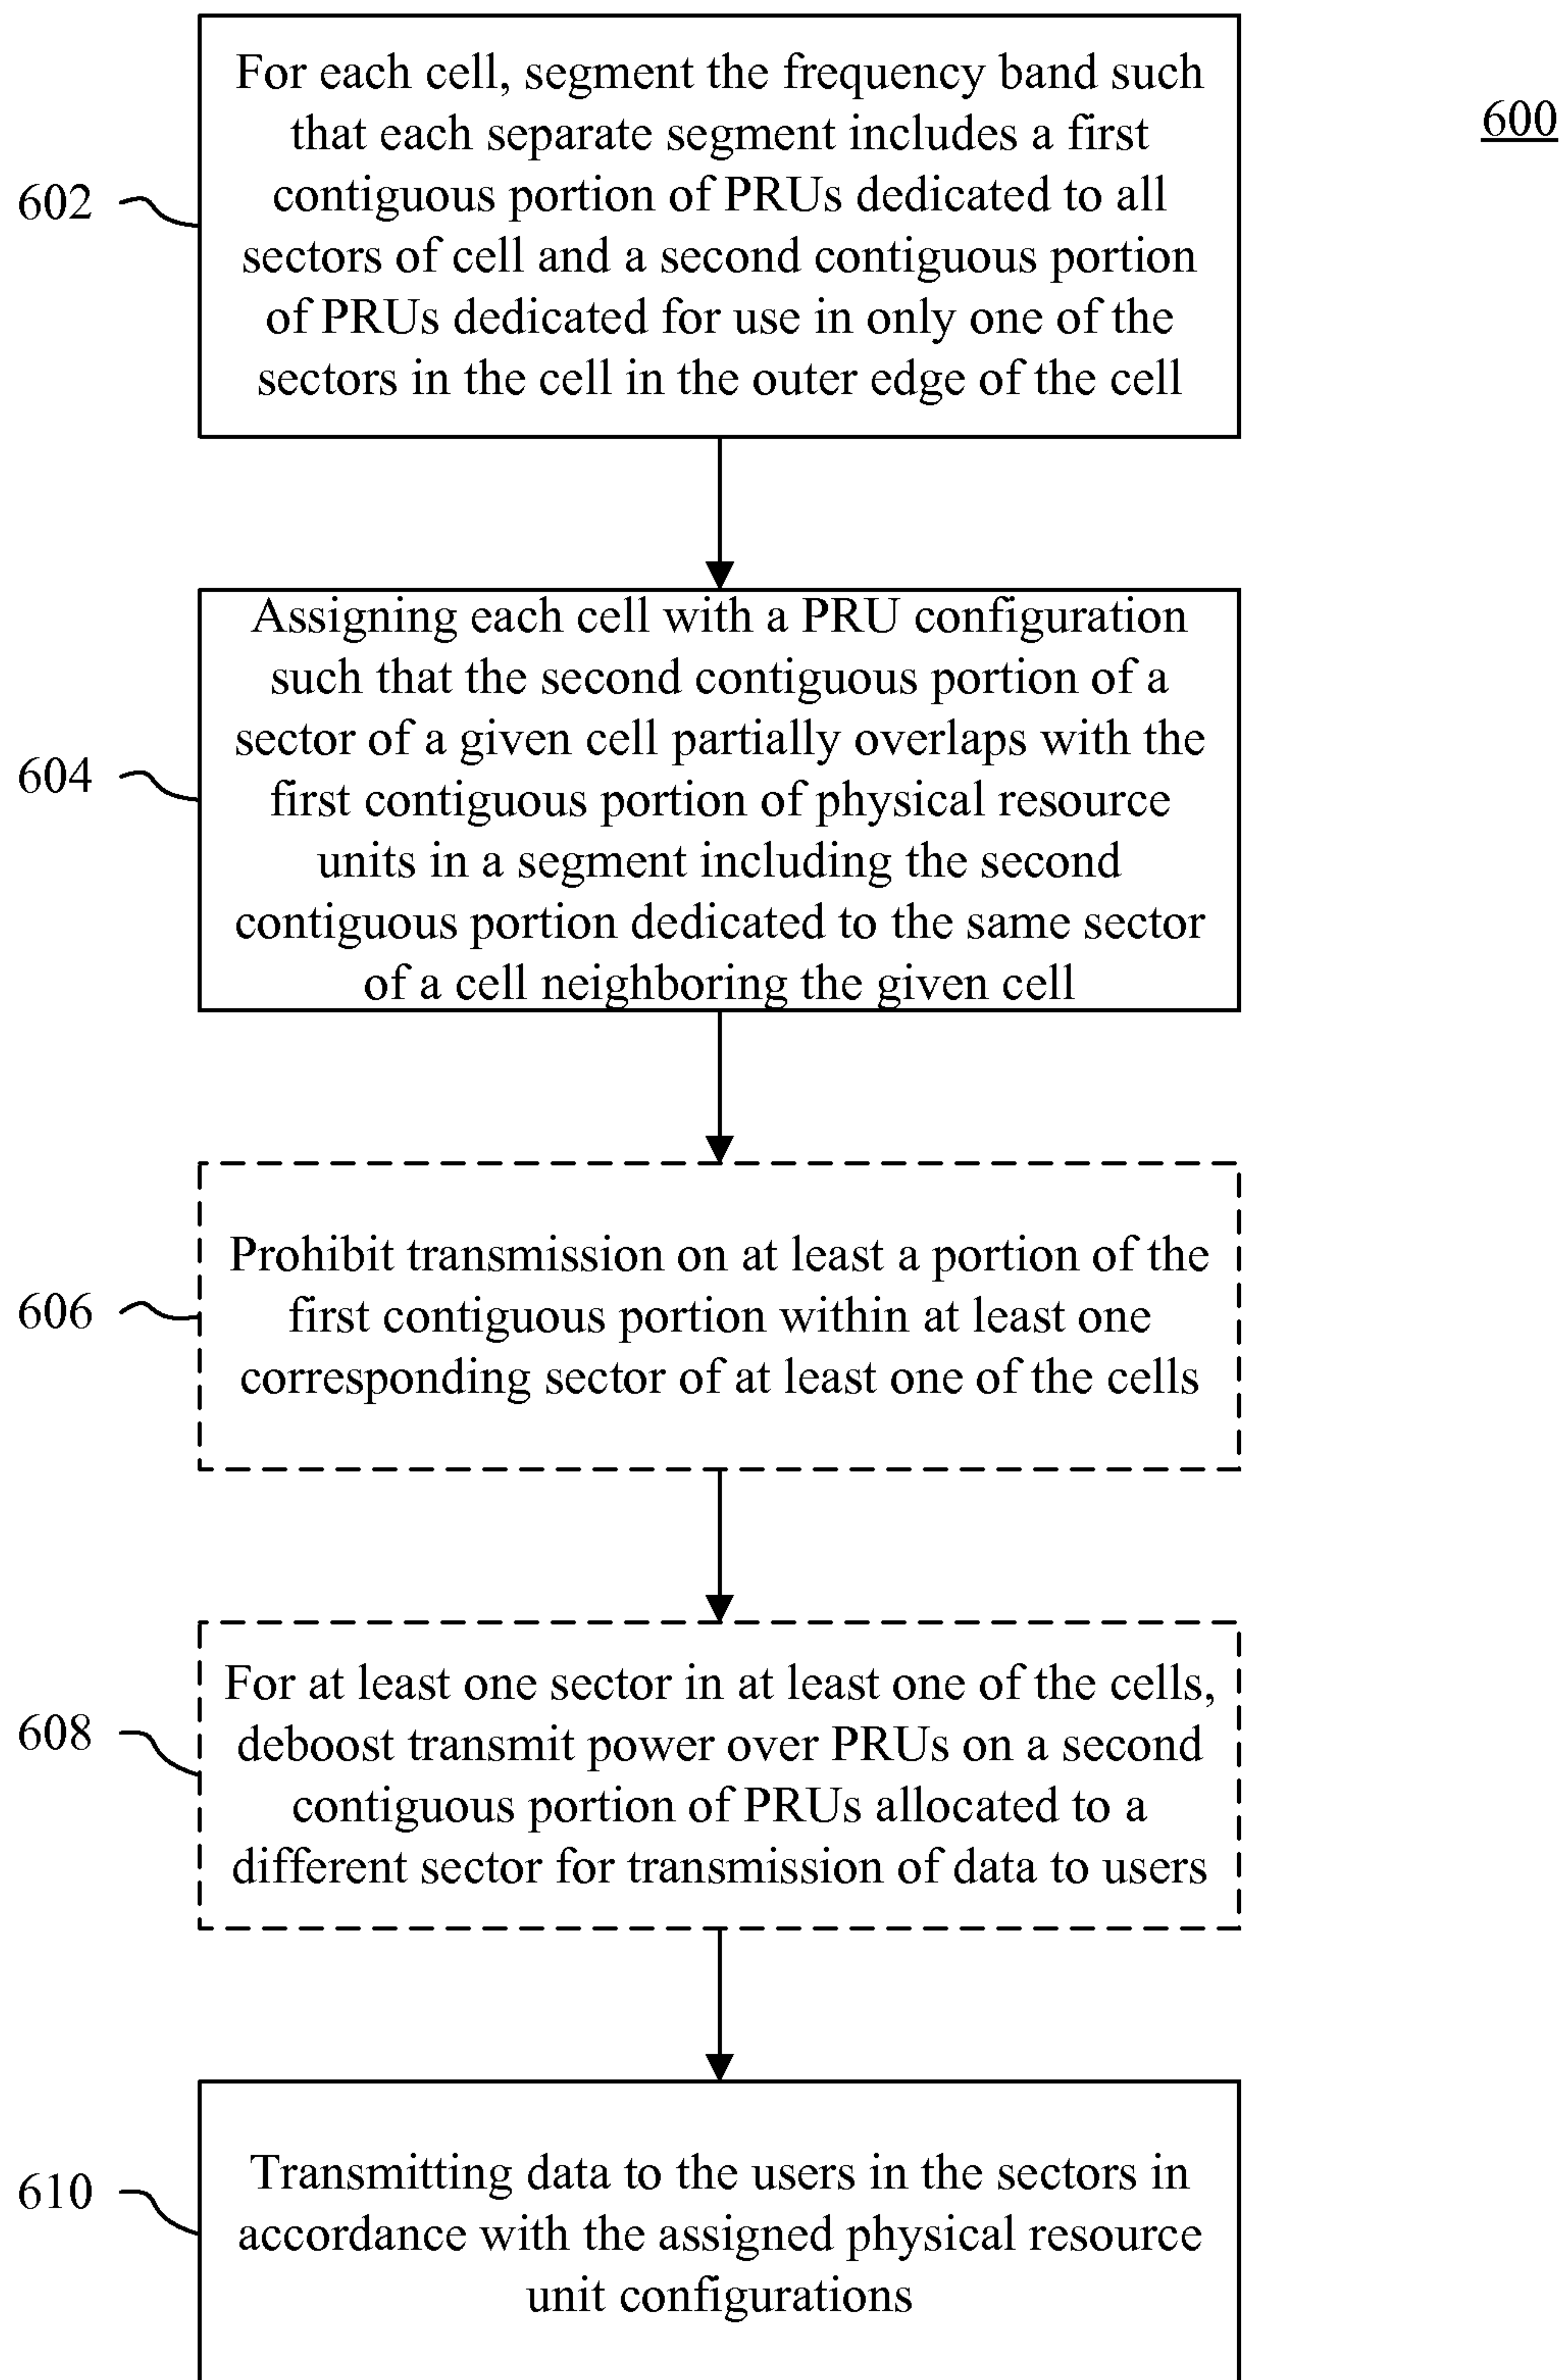 600
602
For each cell, segment the frequency band such
that each separate segment includes a first
contiguous portion of PRUs dedicated to all
sectors of cell and a second contiguous portion
of PRUs dedicated for use in only one of the
sectors in the cell in the outer edge of the cell
604
Assigning each cell with a PRU configuration
such that the second contiguous portion of a
sector of a given cell partially overlaps with the
first contiguous portion of physical resource
units in a segment including the second
contiguous portion dedicated to the same sector
of a cell neighboring the given cell
606
Prohibit transmission on at least a portion of the
first contiguous portion within at least one
corresponding sector of at least one of the cells
608
For at least one sector in at least one of the cells,
deboost transmit power over PRUs on a second
contiguous portion of PRUs allocated to a
different sector for transmission of data to users
610
Transmitting data to the users in the sectors in
accordance with the assigned physical resource
unit configurations